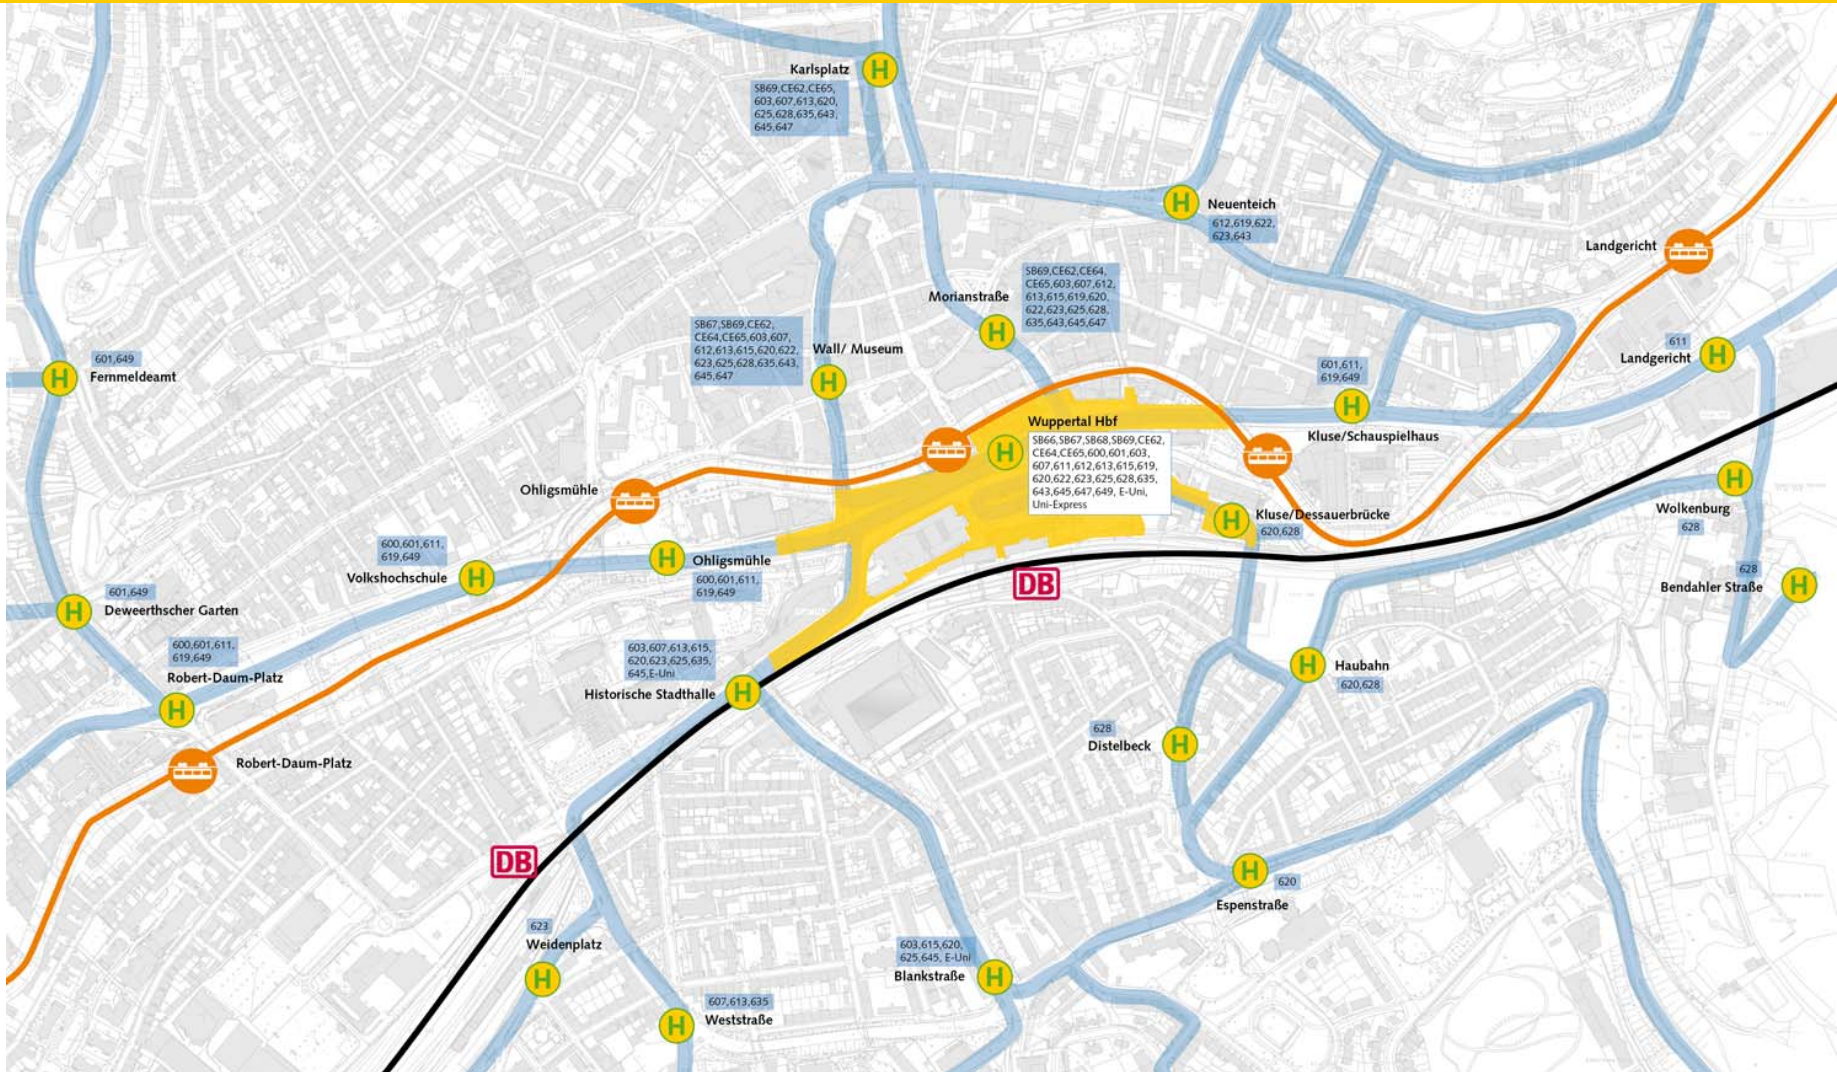 Karlsplatz
H
SB69,CE62,CE65,
603,607,613,620,
625,628,635,643,
645,647
H
Neuenteich
612,619,622,
623,643
Landgericht
SB69,CE62,CE64,
CE65,603,607,612,
613,615,619,620,
622,623,625,628,
635,643,645,647
Morianstraße
H
SB67,SB69,CE62,
CE64,CE65,603,607,
612,613,615,620,622,
623,625,628,635,643,
645,647
Wall/ Museum
H
601,649
H
Fernmeldeamt
611
Landgericht
H
601,611,
619,649
H
Kluse/Schauspielhaus
Wuppertal Hbf
H
SB66,SB67,SB68,SB69,CE62,
CE64,CE65,600,601,603,
607,611,612,613,615,619,
620,622,623,625,628,635,
643,645,647,649, E-Uni,
Uni-Express
Ohligsmühle
H
Wolkenburg
628
H
Kluse/Dessauerbrücke
620,628
600,601,611,
619,649
Volkshochschule
H
H
Ohligsmühle
600,601,611,
619,649
DB
628
Bendahler Straße
H
601,649
H
Deweerthscher Garten
600,601,611,
619,649
Robert-Daum-Platz
H
603,607,613,615,
620,623,625,635,
645,E-Uni
Historische Stadthalle
H
H
Haubahn
620,628
628
Distelbeck
H
Robert-Daum-Platz
DB
H
620
Espenstraße
623
Weidenplatz
H
603,615,620,
625,645, E-Uni
Blankstraße
H
607,613,635
H
Weststraße